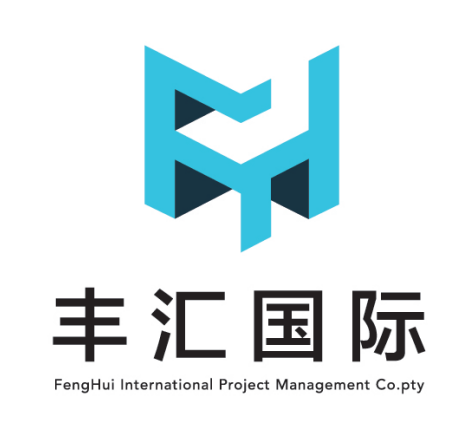 丰汇国际
FengHui International Project Management Co.pty